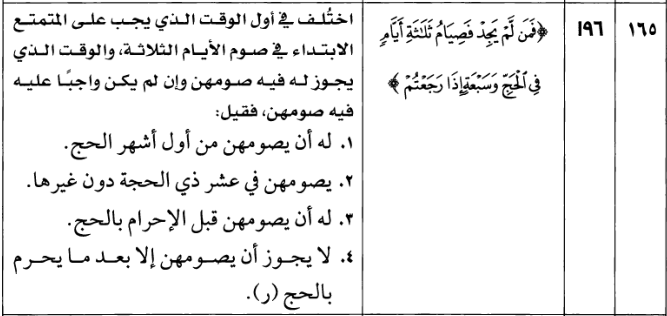 ١٦٥
١٩٦
﴿فَمَن لَّمْ يَجِدْ فَصِيَامُ ثَلَاثَةِ أَيَّامٍ
فِي الْحَجِّ وَسَبْعَةٍ إِذَا رَجَعْتُمْ﴾
اختُلف في أول الوقت الذي يجب على المتمتع
الابتداء في صوم الأيام الثلاثة، والوقت الذي
يجوز له فيه صومهن وإن لم يكن واجبًا عليه
فيه صومهن، فقيل:
١. له أن يصومهن من أول أشهر الحج.
٢. يصومهن في عشر ذي الحجة دون غيرها.
٣. له أن يصومهن قبل الإحرام بالحج.
٤. لا يجوز أن يصومهن إلا بعد ما يحرم
بالحج (ر).